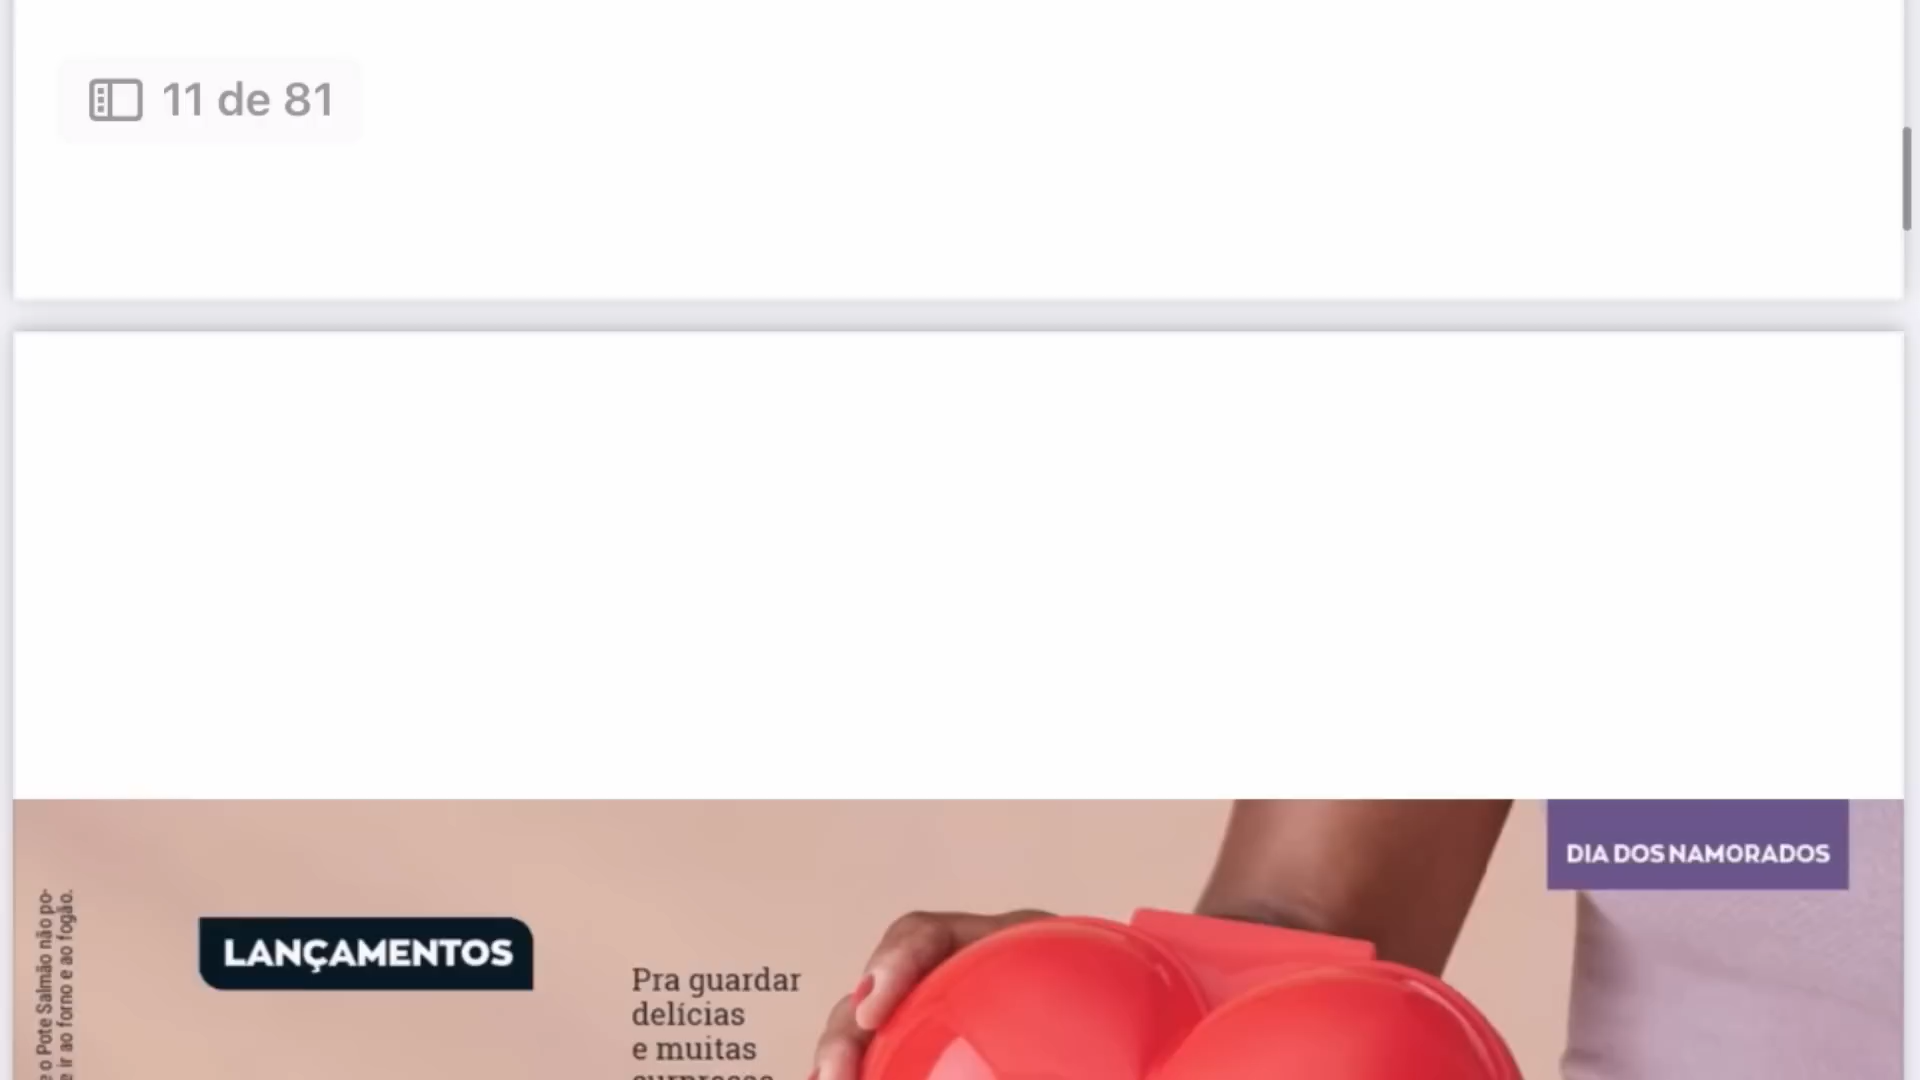 11 de 81
DIA DOS NAMORADOS
LANÇAMENTOS
Pra guardar
delícias
e muitas
surpresas
e o Pote Salmão não po-
e ir ao forno e ao fogão.